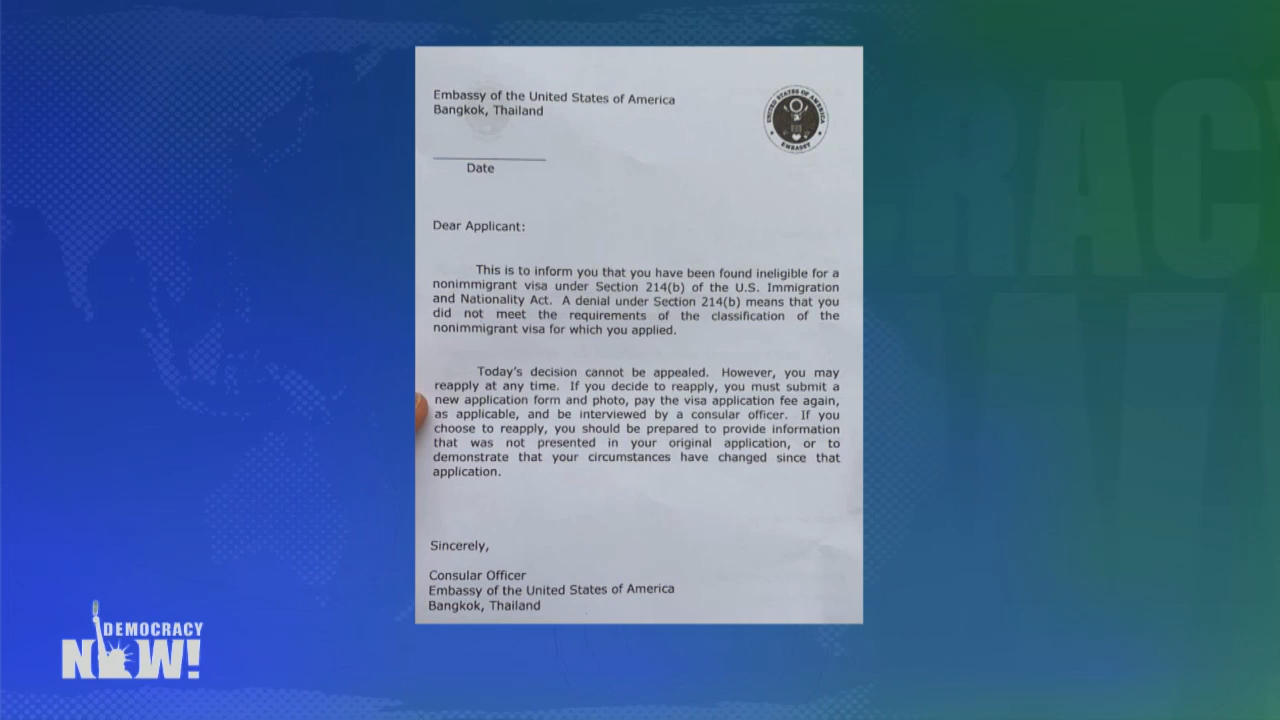 Embassy of the United States of America
Bangkok, Thailand
UNITED STATES OF AMERICA
EMBASSY
Date
Dear Applicant:
This is to inform you that you have been found ineligible for a
nonimmigrant visa under Section 214(b) of the U.S. Immigration
and Nationality Act. A denial under Section 214(b) means that you
did not meet the requirements of the classification of the
nonimmigrant visa for which you applied.
Today's decision cannot be appealed. However, you may
reapply at any time. If you decide to reapply, you must submit a
new application form and photo, pay the visa application fee again,
as applicable, and be interviewed by a consular officer. If you
choose to reapply, you should be prepared to provide information
that was not presented in your original application, or to
demonstrate that your circumstances have changed since that
application.
Sincerely,
Consular Officer
Embassy of the United States of America
Bangkok, Thailand
DEMOCRACY
NOW!
RACY